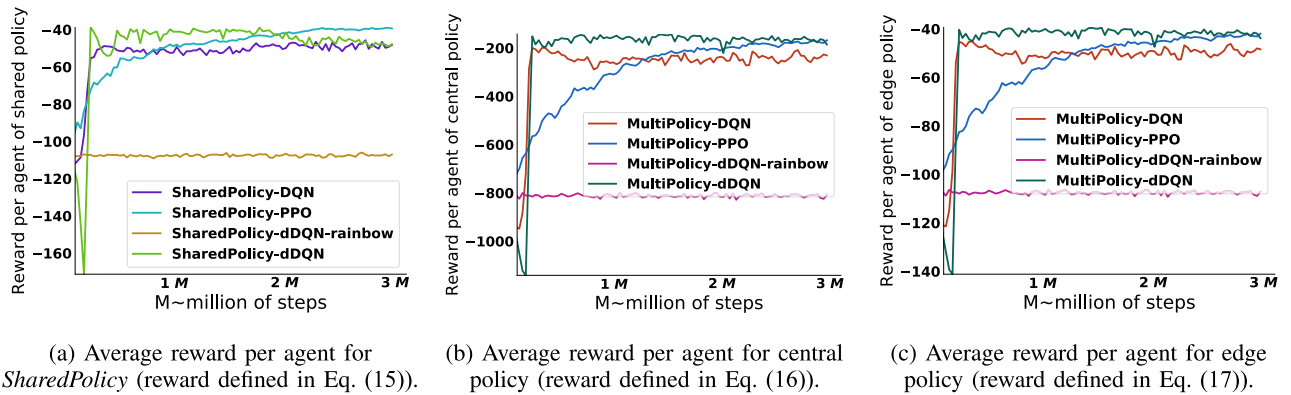 Reward per agent of shared policy
−40
−60
−80
−100
−120
−140
−160
SharedPolicy-DQN
SharedPolicy-PPO
SharedPolicy-dDQN-rainbow
SharedPolicy-dDQN
1 M
2 M
3 M
M~million of steps
(a) Average reward per agent for
SharedPolicy (reward defined in Eq. (15)).
Reward per agent of central policy
−200
−400
−600
−800
−1000
MultiPolicy-DQN
MultiPolicy-PPO
MultiPolicy-dDQN-rainbow
MultiPolicy-dDQN
1 M
2 M
3 M
M~million of steps
(b) Average reward per agent for central
policy (reward defined in Eq. (16)).
Reward per agent of edge policy
−40
−60
−80
−100
−120
−140
MultiPolicy-DQN
MultiPolicy-PPO
MultiPolicy-dDQN-rainbow
MultiPolicy-dDQN
1 M
2 M
3 M
M~million of steps
(c) Average reward per agent for edge
policy (reward defined in Eq. (17)).